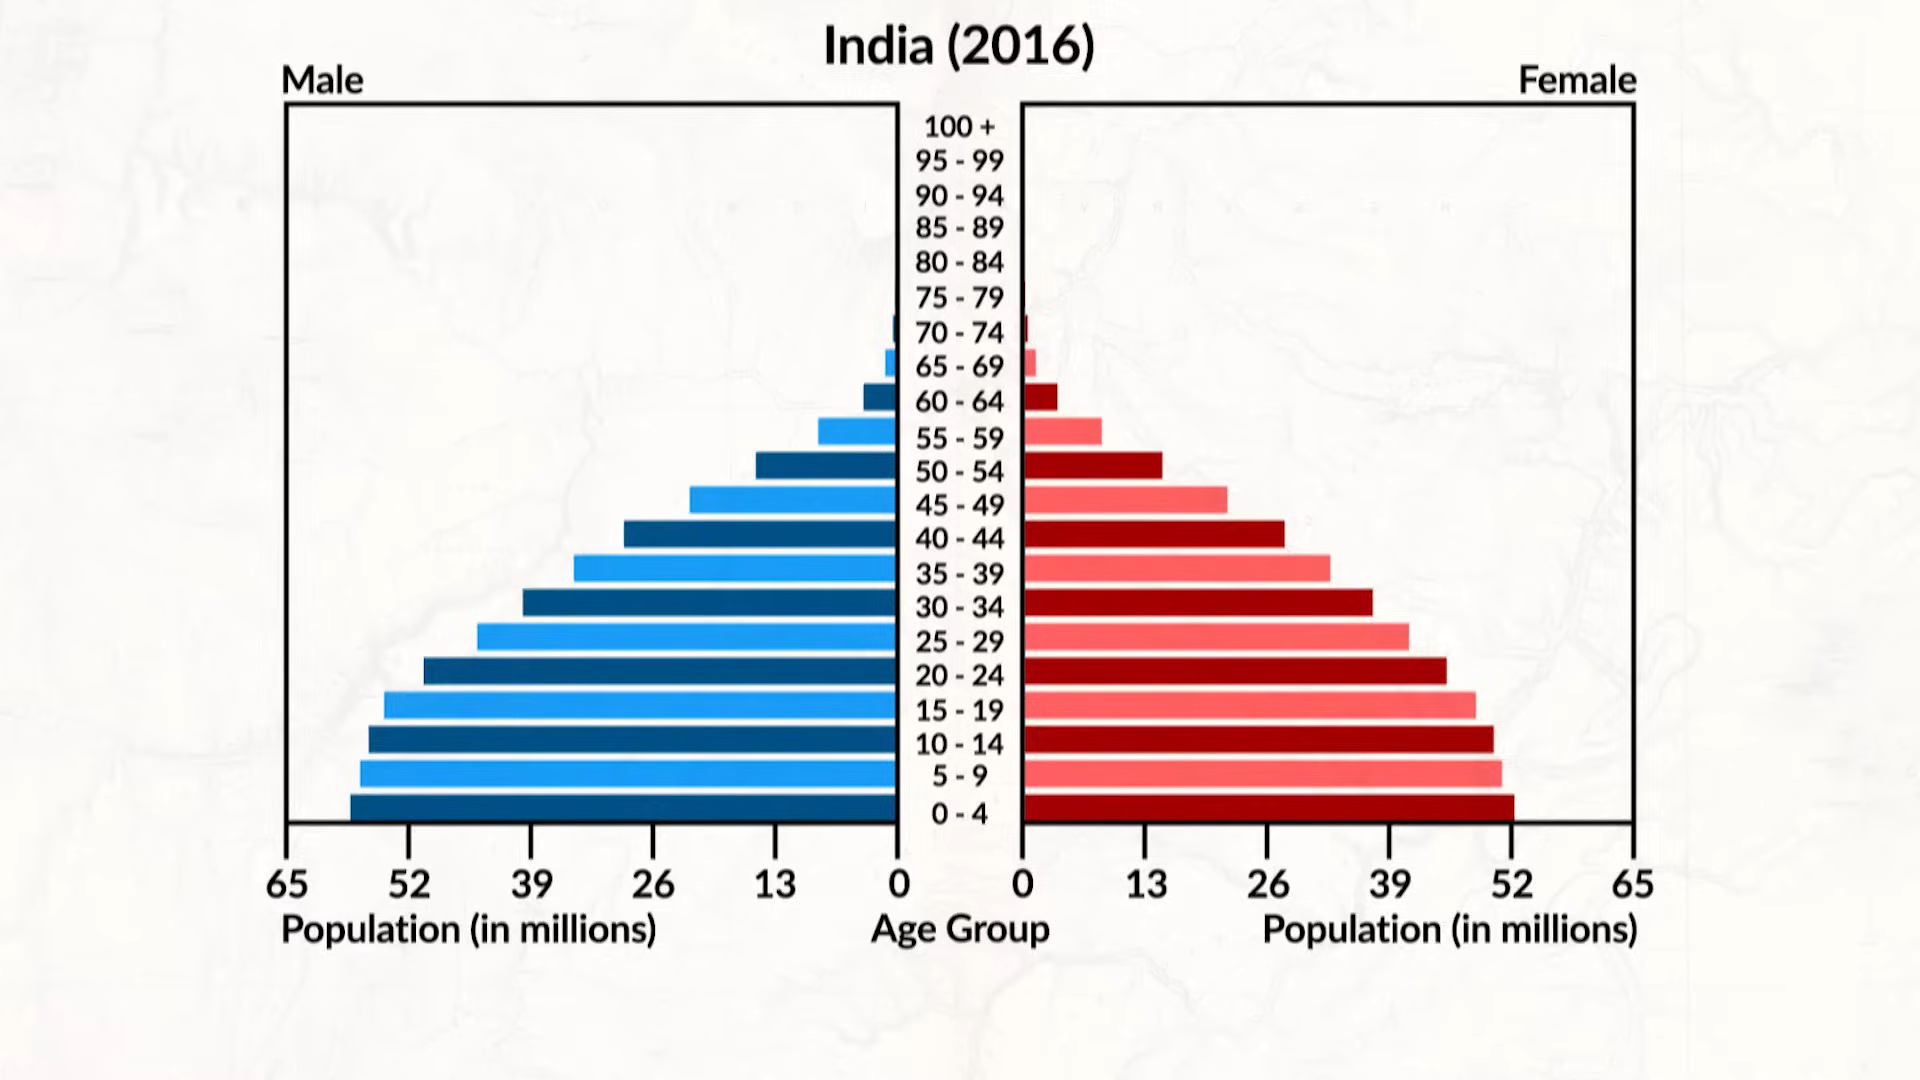 India (2016)
Male
Female
100 +
95 - 99
90 - 94
85 - 89
80 - 84
75 - 79
70 - 74
65 - 69
60 - 64
55 - 59
50 - 54
45 - 49
40 - 44
35 - 39
30 - 34
25 - 29
20 - 24
15 - 19
10 - 14
5 - 9
0 - 4
65 52 39 26 13 0 0 13 26 39 52 65
Population (in millions) Age Group Population (in millions)